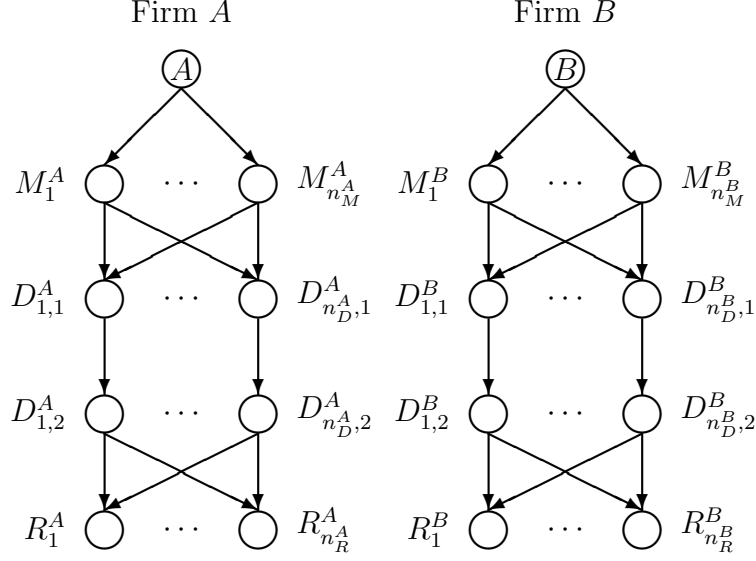 Firm A Firm B
A B
M_1^A ⋯ M_{n_M^A}^A M_1^B ⋯ M_{n_M^B}^B
D_{1,1}^A ⋯ D_{n_D^A,1}^A D_{1,1}^B ⋯ D_{n_D^B,1}^B
D_{1,2}^A ⋯ D_{n_D^A,2}^A D_{1,2}^B ⋯ D_{n_D^B,2}^B
R_1^A ⋯ R_{n_R^A}^A R_1^B ⋯ R_{n_R^B}^B